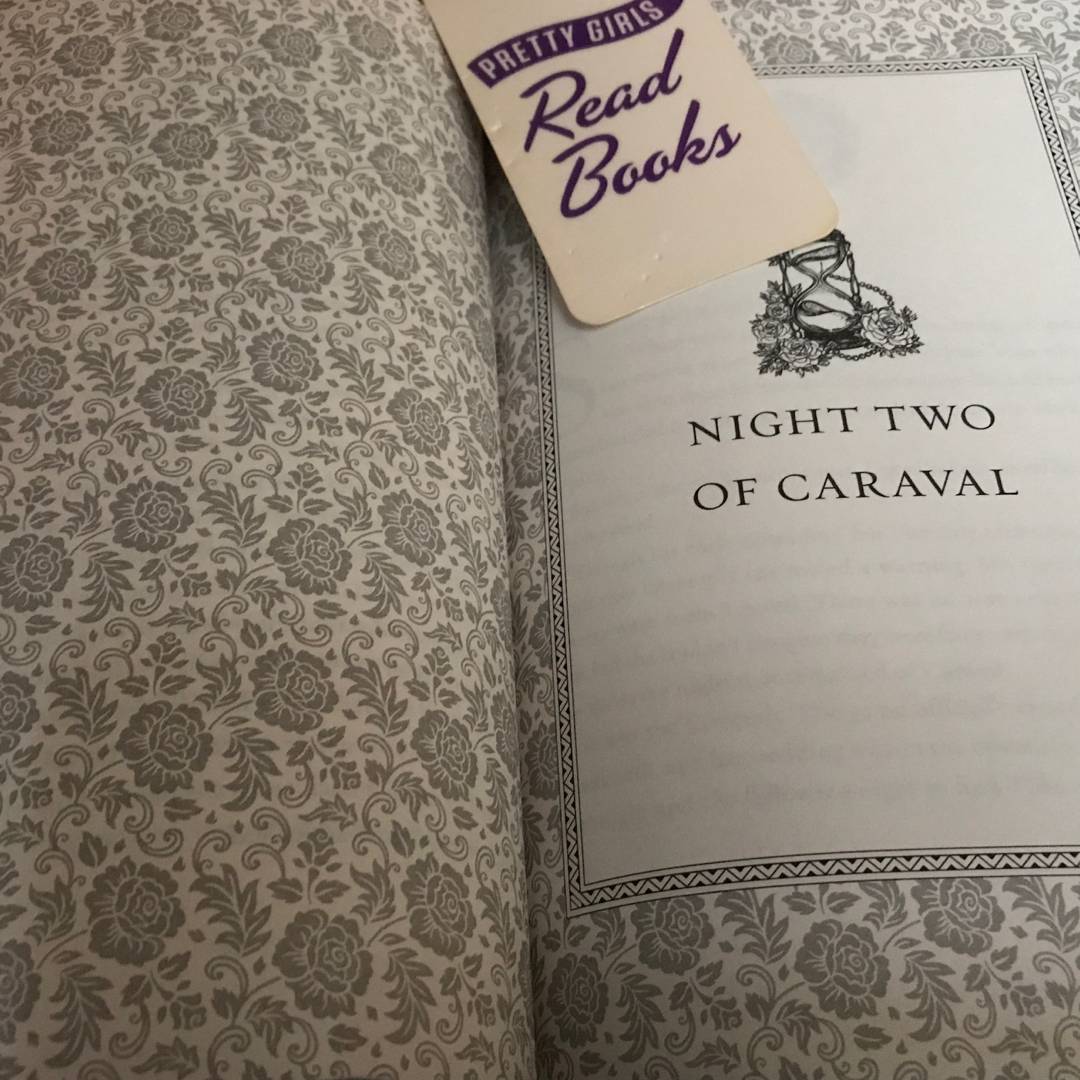 PRETTY GIRLS
Read
Books
NIGHT TWO
OF CARAVAL